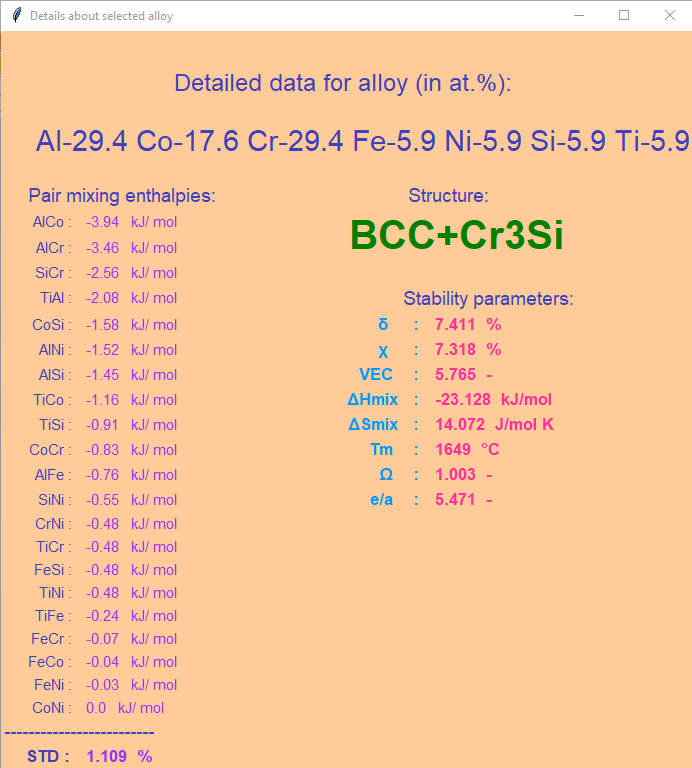 Details about selected alloy
Detailed data for alloy (in at.%):
Al-29.4 Co-17.6 Cr-29.4 Fe-5.9 Ni-5.9 Si-5.9 Ti-5.9
Pair mixing enthalpies:
AlCo : -3.94 kJ/ mol
AlCr : -3.46 kJ/ mol
SiCr : -2.56 kJ/ mol
TiAl : -2.08 kJ/ mol
CoSi : -1.58 kJ/ mol
AlNi : -1.52 kJ/ mol
AlSi : -1.45 kJ/ mol
TiCo : -1.16 kJ/ mol
TiSi : -0.91 kJ/ mol
CoCr : -0.83 kJ/ mol
AlFe : -0.76 kJ/ mol
SiNi : -0.55 kJ/ mol
CrNi : -0.48 kJ/ mol
TiCr : -0.48 kJ/ mol
FeSi : -0.48 kJ/ mol
TiNi : -0.48 kJ/ mol
TiFe : -0.24 kJ/ mol
FeCr : -0.07 kJ/ mol
FeCo : -0.04 kJ/ mol
FeNi : -0.03 kJ/ mol
CoNi : 0.0 kJ/ mol
-------------------------
STD : 1.109 %
Structure:
BCC+Cr3Si
Stability parameters:
δ : 7.411 %
χ : 7.318 %
VEC : 5.765 -
ΔHmix : -23.128 kJ/mol
ΔSmix : 14.072 J/mol K
Tm : 1649 °C
Ω : 1.003 -
e/a : 5.471 -